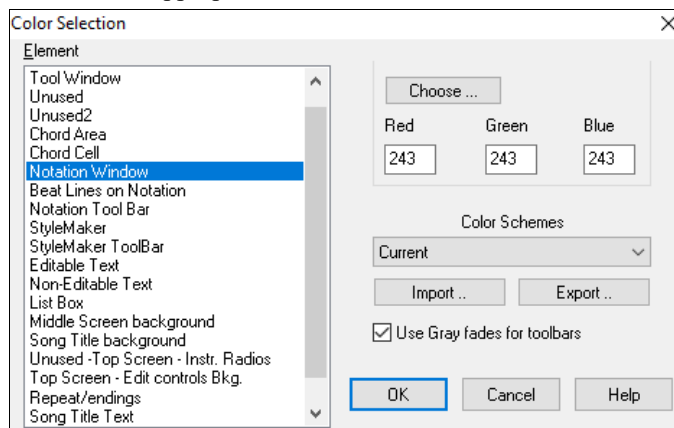 Color Selection
Element
Tool Window
Unused
Unused2
Chord Area
Chord Cell
Notation Window
Beat Lines on Notation
Notation Tool Bar
StyleMaker
StyleMaker ToolBar
Editable Text
Non-Editable Text
List Box
Middle Screen background
Song Title background
Unused -Top Screen - Instr. Radios
Top Screen - Edit controls Bkg.
Repeat/endings
Song Title Text
Choose ...
Red Green Blue
243 243 243
Color Schemes
Current
Import .. Export ..
Use Gray fades for toolbars
OK Cancel Help